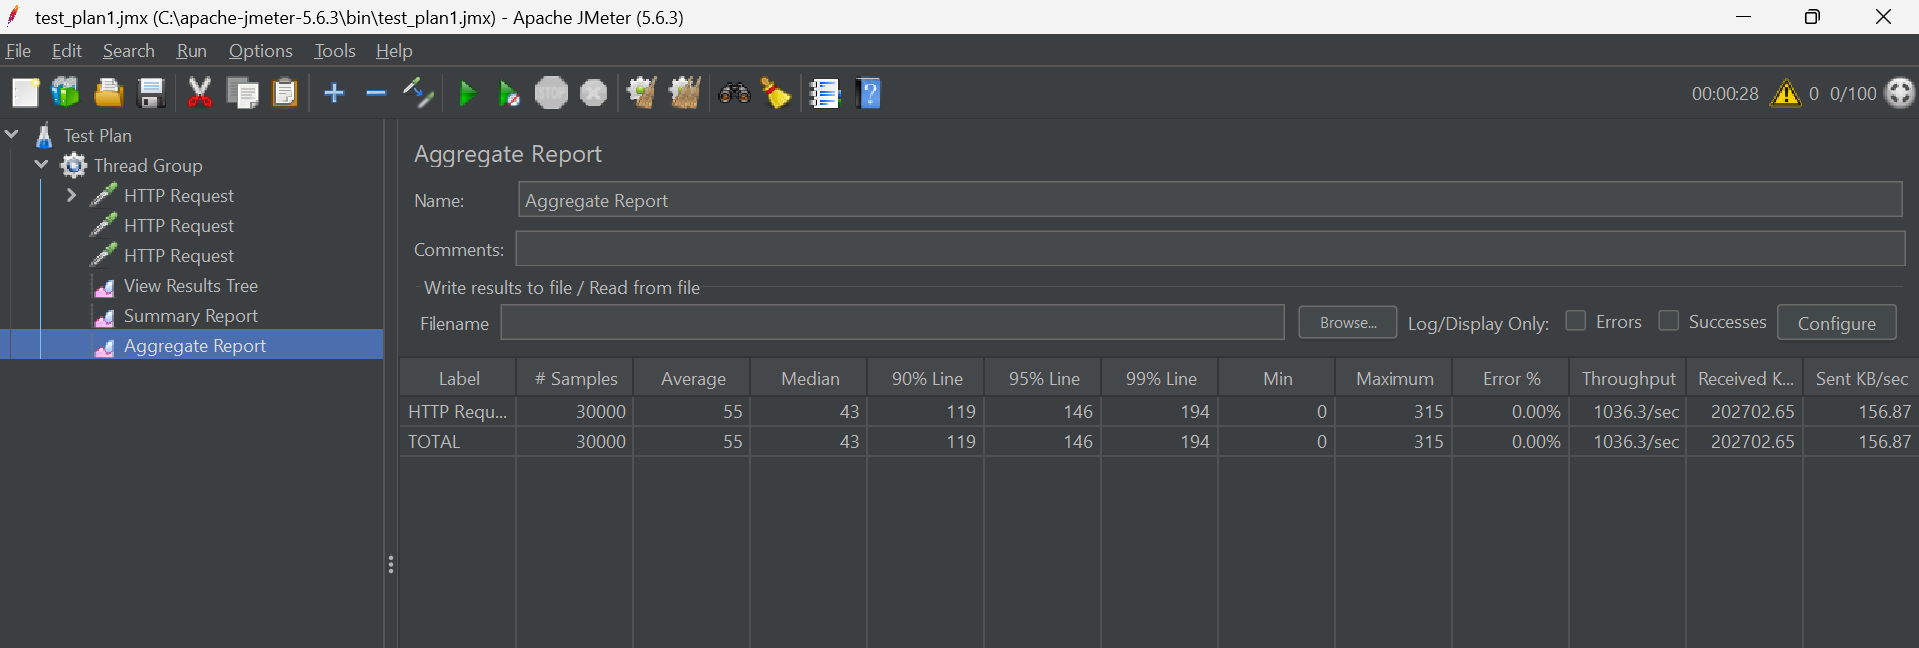 test_plan1.jmx (C:\apache-jmeter-5.6.3\bin\test_plan1.jmx) - Apache JMeter (5.6.3)
File Edit Search Run Options Tools Help
STOP
?
00:00:28 0 0/100
Test Plan
Thread Group
HTTP Request
HTTP Request
HTTP Request
View Results Tree
Summary Report
Aggregate Report
Aggregate Report
Name: Aggregate Report
Comments:
Write results to file / Read from file
Filename Browse... Log/Display Only: Errors Successes Configure
Label # Samples Average Median 90% Line 95% Line 99% Line Min Maximum Error % Throughput Received K... Sent KB/sec
HTTP Requ... 30000 55 43 119 146 194 0 315 0.00% 1036.3/sec 202702.65 156.87
TOTAL 30000 55 43 119 146 194 0 315 0.00% 1036.3/sec 202702.65 156.87